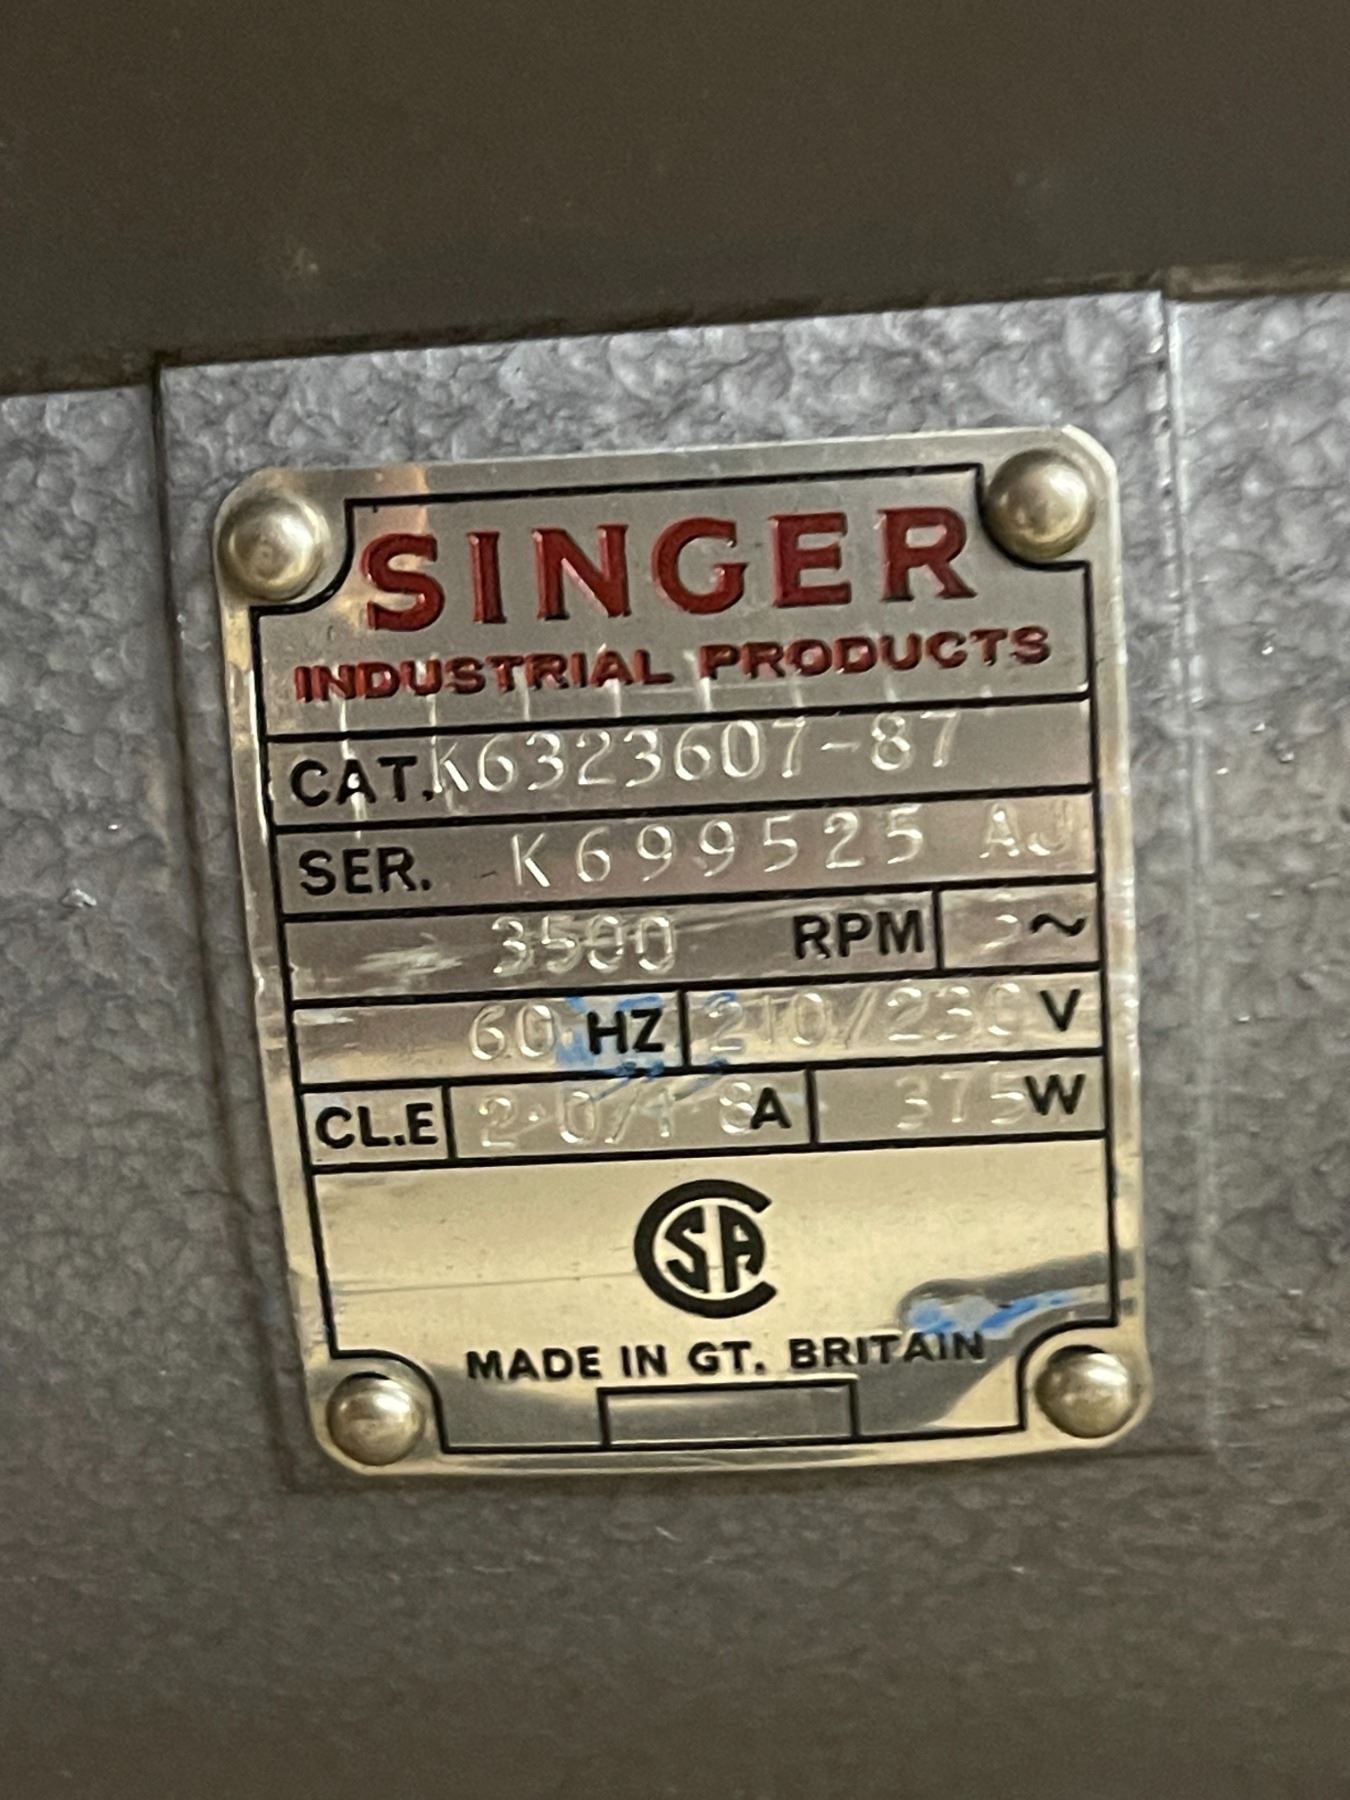 SINGER
INDUSTRIAL PRODUCTS
CAT. K6323607-87
SER. K699525 AJ
3500 RPM 3~
60 HZ 210/230 V
CL.E 2·0/1·8 A 375 W
CSA
MADE IN GT. BRITAIN